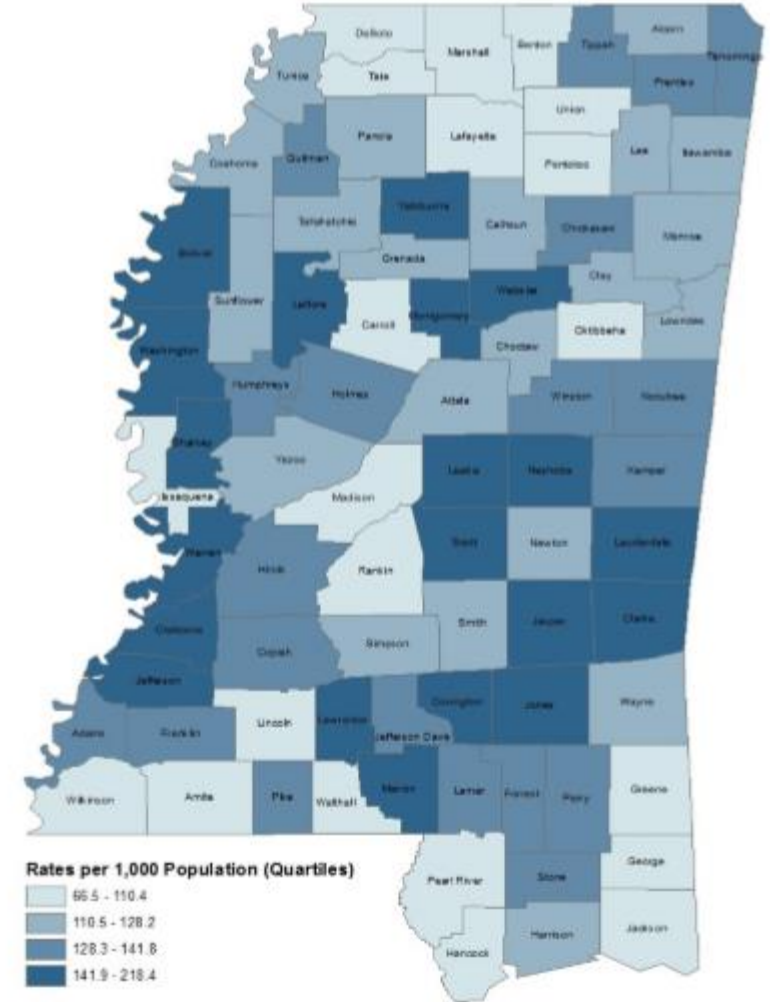 DeSoto
Marshall
Benton
Tippah
Alcorn
Tishomingo
Tunica
Tate
Prentiss
Union
Panola
Lafayette
Coahoma
Quitman
Lee
Itawamba
Pontotoc
Yalobusha
Tallahatchie
Calhoun
Chickasaw
Monroe
Bolivar
Grenada
Clay
Webster
Sunflower
Leflore
Montgomery
Carroll
Oktibbeha
Lowndes
Choctaw
Washington
Humphreys
Holmes
Attala
Winston
Noxubee
Sharkey
Yazoo
Leake
Neshoba
Kemper
Issaquena
Madison
Warren
Scott
Newton
Lauderdale
Hinds
Rankin
Claiborne
Smith
Jasper
Clarke
Copiah
Simpson
Jefferson
Covington
Jones
Wayne
Lincoln
Lawrence
Adams
Franklin
Jefferson Davis
Wilkinson
Amite
Pike
Walthall
Marion
Lamar
Forrest
Perry
Greene
George
Pearl River
Stone
Jackson
Harrison
Hancock
Rates per 1,000 Population (Quartiles)
66.5 - 110.4
110.5 - 128.2
128.3 - 141.8
141.9 - 218.4